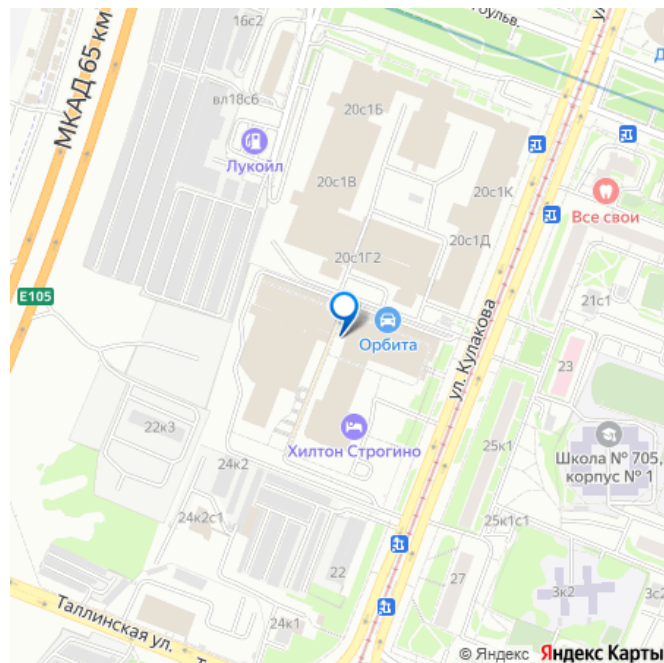 16с2
вл18с6
Лукойл
МКАД 65 км
20с1Б
20с1В
20с1К
20с1Д
20с1Г2
Все свои
E105
21с1
Орбита
ул. Кулакова
23
22к3
Хилтон Строгино
25к1
Школа № 705,
корпус № 1
24к2
24к2с1
25к1с1
22
27
3к2
24к1
Таллинская ул.
© Яндекс Яндекс Карты